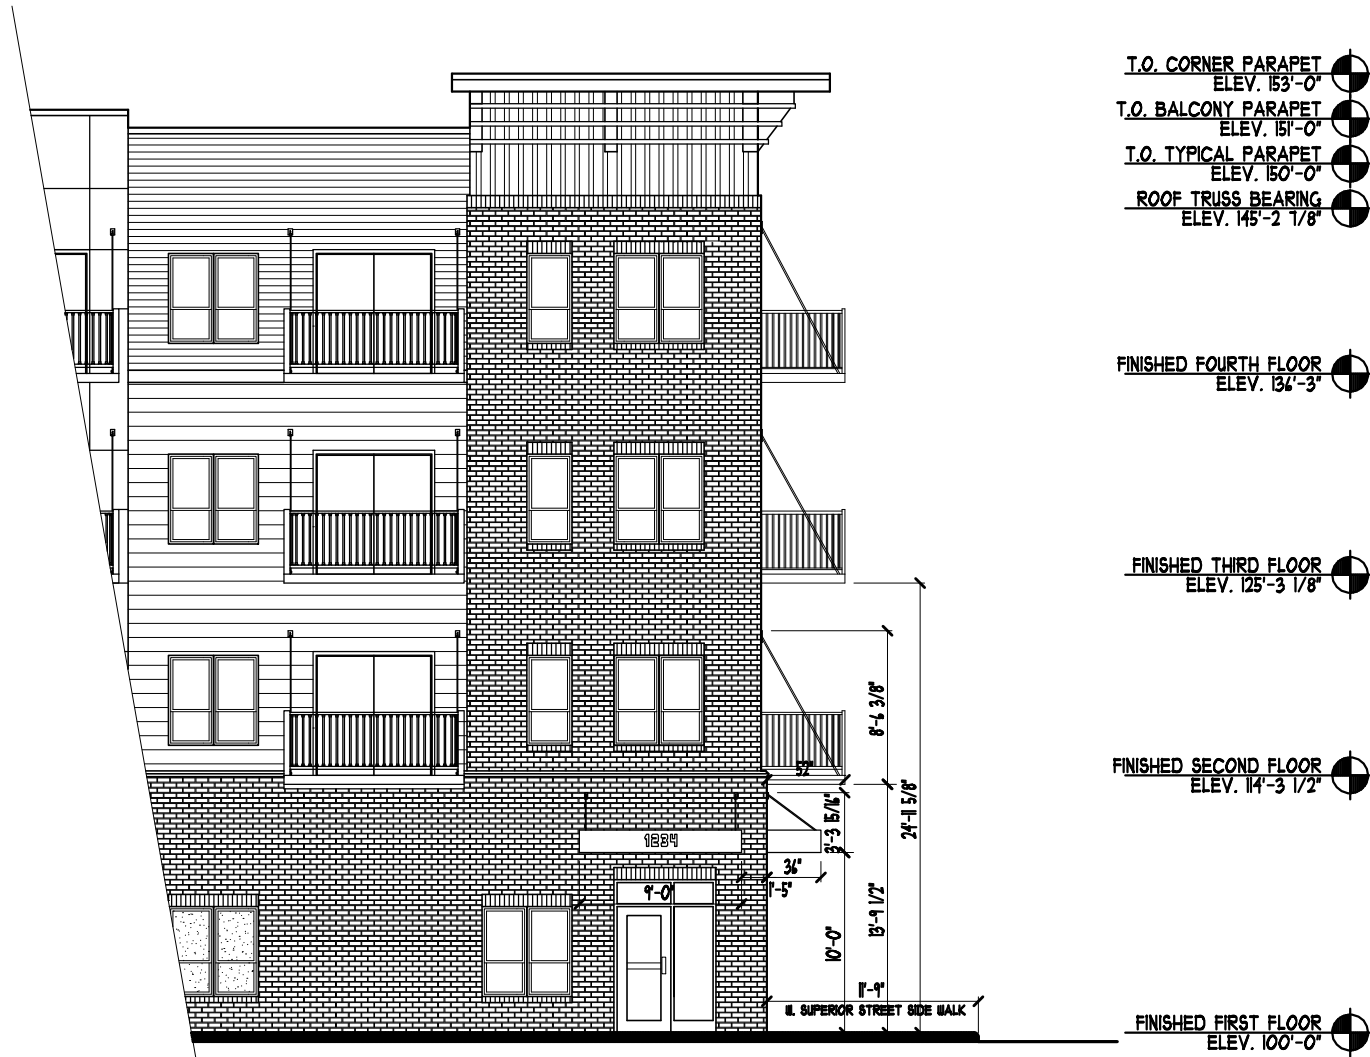 T.O. CORNER PARAPET
ELEV. 153'-0"
T.O. BALCONY PARAPET
ELEV. 151'-0"
T.O. TYPICAL PARAPET
ELEV. 150'-0"
ROOF TRUSS BEARING
ELEV. 145'-2 7/8"
FINISHED FOURTH FLOOR
ELEV. 136'-3"
FINISHED THIRD FLOOR
ELEV. 125'-3 1/8"
8'-6 3/8"
FINISHED SECOND FLOOR
ELEV. 114'-3 1/2"
52"
24'-11 5/8"
3'-3 15/16"
1234
36"
9'-0"
1'-5"
13'-9 1/2"
10'-0"
11'-9"
W. SUPERIOR STREET SIDE WALK
FINISHED FIRST FLOOR
ELEV. 100'-0"